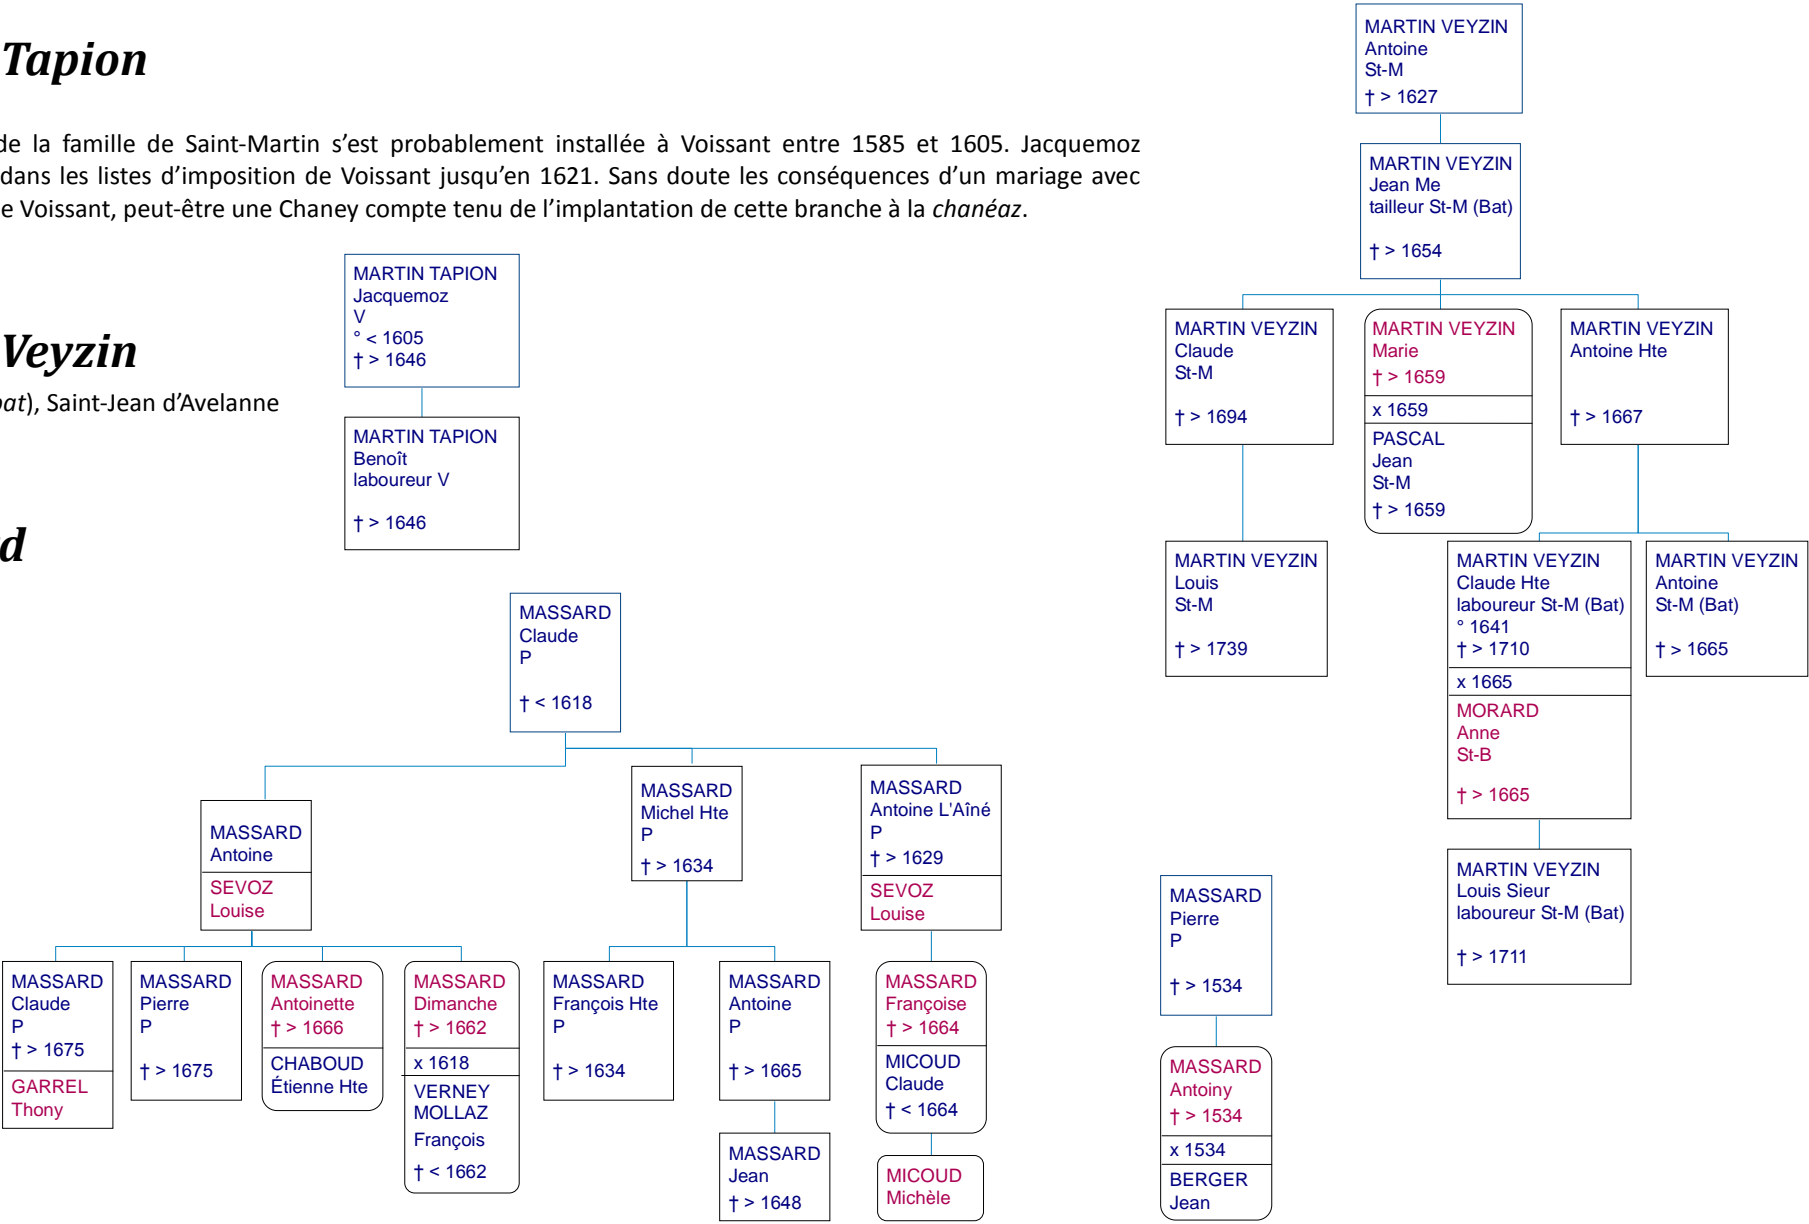 Tapion
de la famille de Saint-Martin s’est probablement installée à Voissant entre 1585 et 1605. Jacquemoz
dans les listes d’imposition de Voissant jusqu’en 1621. Sans doute les conséquences d’un mariage avec
e Voissant, peut-être une Chaney compte tenu de l’implantation de cette branche à la chanéaz.
MARTIN TAPION
Jacquemoz
V
° < 1605
† > 1646
MARTIN TAPION
Benoît
laboureur V
† > 1646
Veyzin
bat), Saint-Jean d’Avelanne
MARTIN VEYZIN
Antoine
St-M
† > 1627
MARTIN VEYZIN
Jean Me
tailleur St-M (Bat)
† > 1654
MARTIN VEYZIN
Claude
St-M
† > 1694
MARTIN VEYZIN
Marie
† > 1659
x 1659
PASCAL
Jean
St-M
† > 1659
MARTIN VEYZIN
Antoine Hte
† > 1667
MARTIN VEYZIN
Louis
St-M
† > 1739
MARTIN VEYZIN
Claude Hte
laboureur St-M (Bat)
° 1641
† > 1710
x 1665
MORARD
Anne
St-B
† > 1665
MARTIN VEYZIN
Antoine
St-M (Bat)
† > 1665
MARTIN VEYZIN
Louis Sieur
laboureur St-M (Bat)
† > 1711
d
MASSARD
Claude
P
† < 1618
MASSARD
Antoine
SEVOZ
Louise
MASSARD
Michel Hte
P
† > 1634
MASSARD
Antoine L'Aîné
P
† > 1629
SEVOZ
Louise
MASSARD
Claude
P
† > 1675
GARREL
Thony
MASSARD
Pierre
P
† > 1675
MASSARD
Antoinette
† > 1666
CHABOUD
Étienne Hte
MASSARD
Dimanche
† > 1662
x 1618
VERNEY
MOLLAZ
François
† < 1662
MASSARD
François Hte
P
† > 1634
MASSARD
Antoine
P
† > 1665
MASSARD
Jean
† > 1648
MASSARD
Françoise
† > 1664
MICOUD
Claude
† < 1664
MICOUD
Michèle
MASSARD
Pierre
P
† > 1534
MASSARD
Antoiny
† > 1534
x 1534
BERGER
Jean